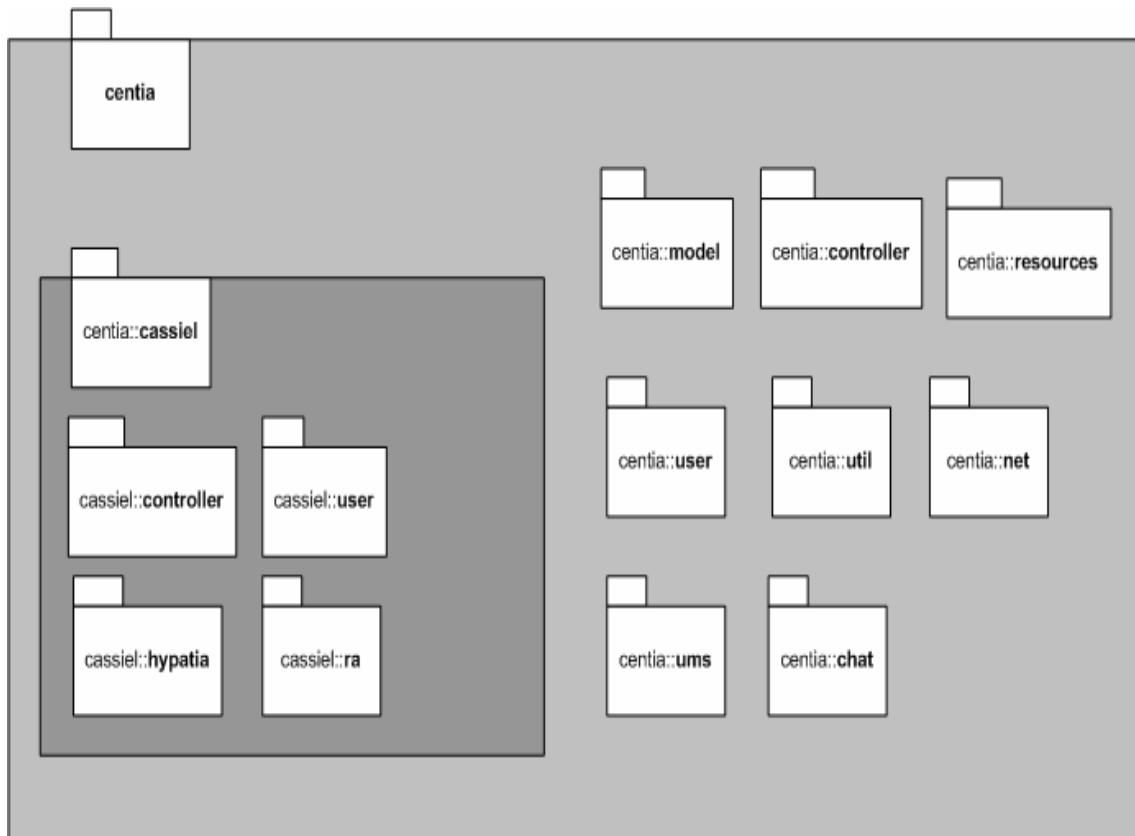 centia
centia::model
centia::controller
centia::resources
centia::cassiel
centia::user
centia::util
centia::net
cassiel::controller
cassiel::user
cassiel::hypatia
cassiel::ra
centia::ums
centia::chat